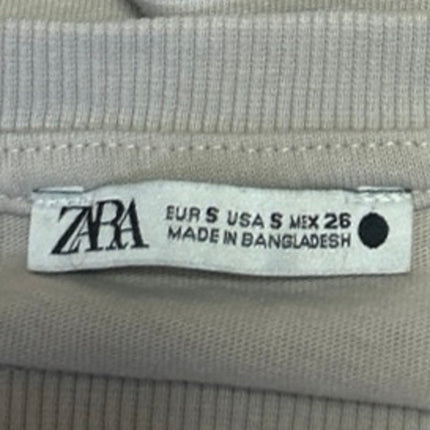 ZARA
EUR S USA S MEX 26
MADE IN BANGLADESH